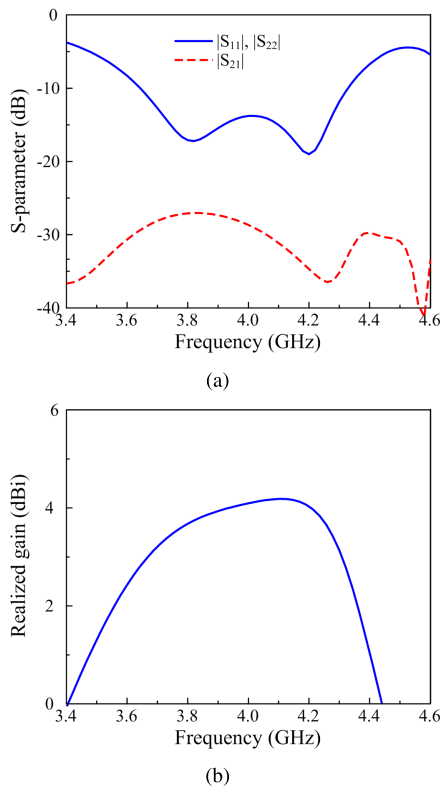 |S11|, |S22|
|S21|
0
-10
-20
-30
-40
S-parameter (dB)
3.4 3.6 3.8 4.0 4.2 4.4 4.6
Frequency (GHz)
(a)
6
4
2
0
Realized gain (dBi)
3.4 3.6 3.8 4.0 4.2 4.4 4.6
Frequency (GHz)
(b)